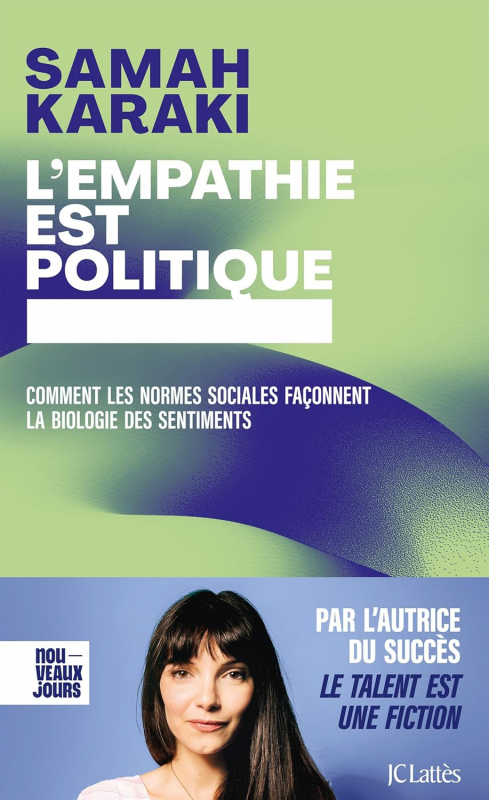 SAMAH
KARAKI
L'EMPATHIE
EST
POLITIQUE
COMMENT LES NORMES SOCIALES FAÇONNENT
LA BIOLOGIE DES SENTIMENTS
nou—
veaux
jours
PAR L'AUTRICE
DU SUCCÈS
LE TALENT EST
UNE FICTION
JC Lattès